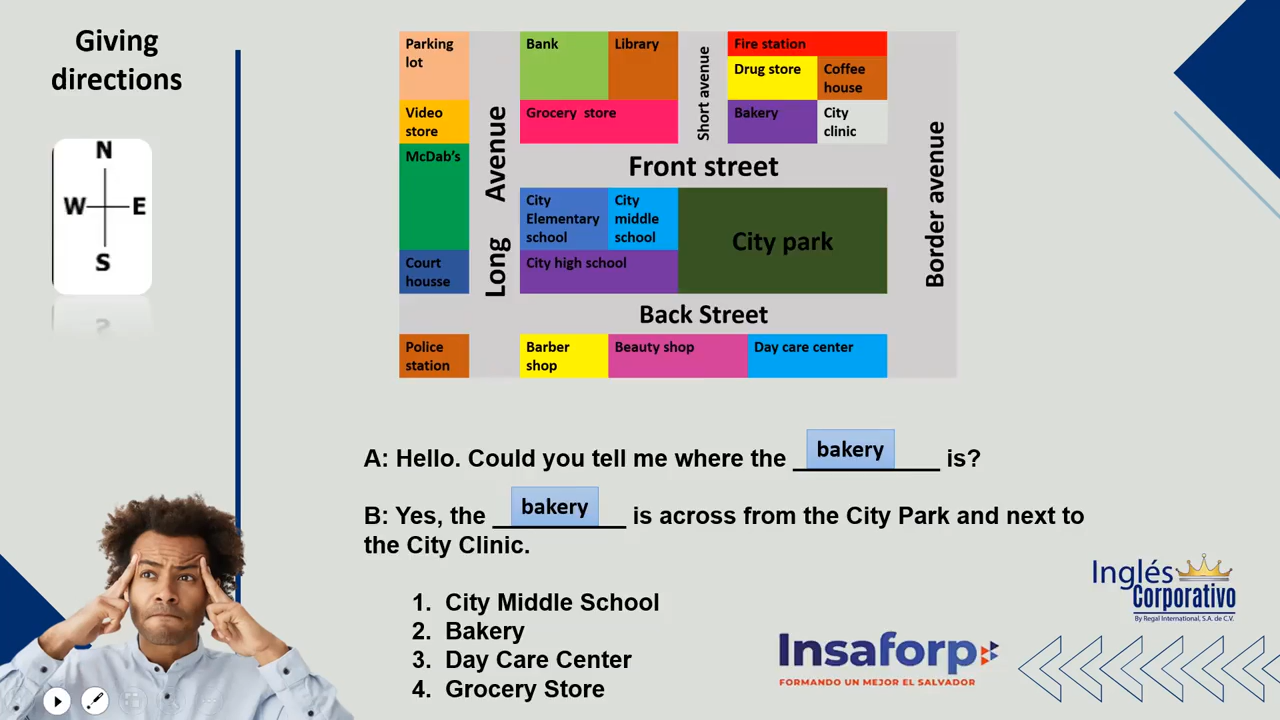 Giving
directions
N
W E
S
Parking
lot
Bank
Library
Fire station
Drug store
Coffee
house
Video
store
Grocery store
Bakery
City
clinic
McDab's
Short avenue
Long Avenue
Front street
Border avenue
City
Elementary
school
City
middle
school
City park
Court
housse
City high school
Back Street
Police
station
Barber
shop
Beauty shop
Day care center
A: Hello. Could you tell me where the bakery is?
B: Yes, the bakery is across from the City Park and next to
the City Clinic.
1. City Middle School
2. Bakery
3. Day Care Center
4. Grocery Store
Inglés
Corporativo
By Regal International, S.A. de C.V.
Insaforp
FORMANDO UN MEJOR EL SALVADOR